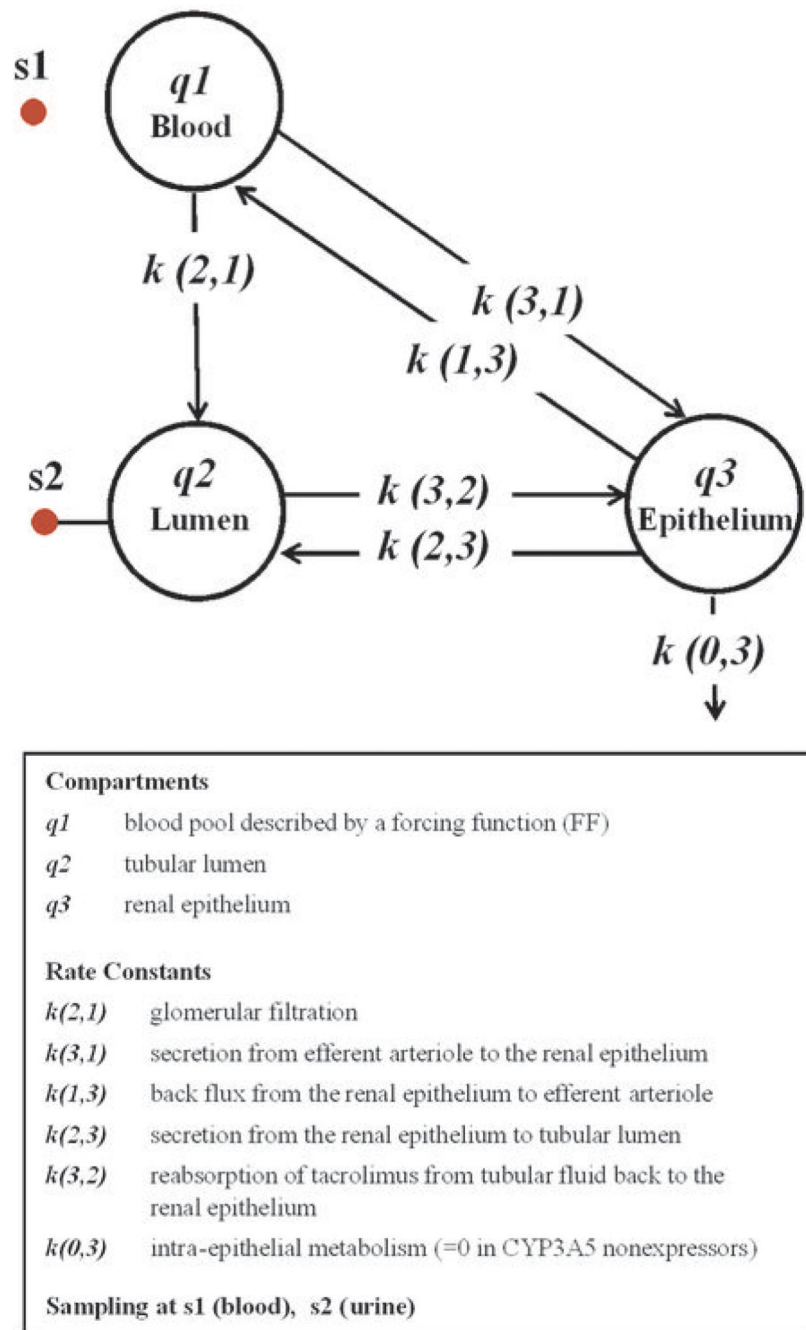 s1
q1
Blood
k (2,1)
k (3,1)
k (1,3)
s2
q2
Lumen
k (3,2)
k (2,3)
q3
Epithelium
k (0,3)
Compartments
q1 blood pool described by a forcing function (FF)
q2 tubular lumen
q3 renal epithelium
Rate Constants
k(2,1) glomerular filtration
k(3,1) secretion from efferent arteriole to the renal epithelium
k(1,3) back flux from the renal epithelium to efferent arteriole
k(2,3) secretion from the renal epithelium to tubular lumen
k(3,2) reabsorption of tacrolimus from tubular fluid back to the
renal epithelium
k(0,3) intra-epithelial metabolism (=0 in CYP3A5 nonexpressors)
Sampling at s1 (blood), s2 (urine)